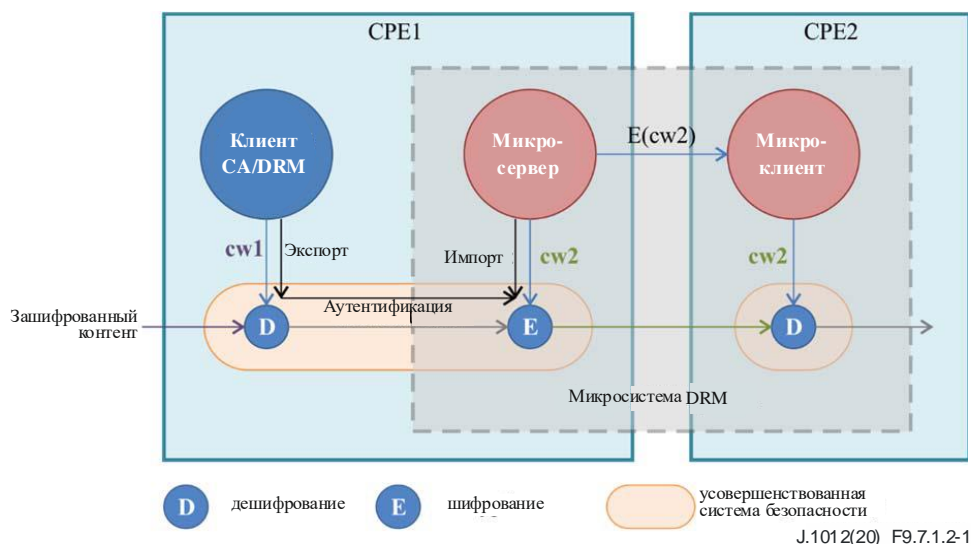 CPE1
CPE2
Клиент
CA/DRM
Микро-
сервер
E(cw2)
Микро-
клиент
cw1
Экспорт
Импорт
cw2
cw2
Аутентификация
Зашифрованный
контент
D
E
D
Микросистема DRM
D
дешифрование
E
шифрование
усовершенствованная
система безопасности
J.1012(20)_F9.7.1.2-1